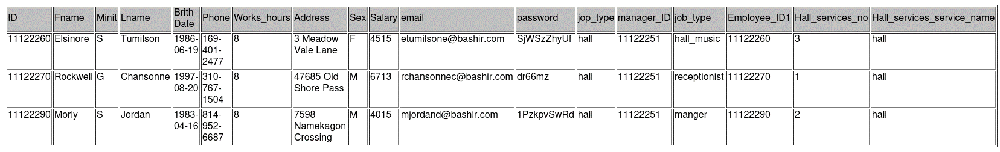 ID Fname Minit Lname Brith Date Phone Works_hours Address Sex Salary email password jop_type manager_ID job_type Employee_ID1 Hall_services_no Hall_services_service_name
11122260 Elsinore S Tumilson 1986-06-19 169-401-2477 8 3 Meadow Vale Lane F 4515 etumilsone@bashir.com SjWSzZhyUf hall 11122251 hall_music 11122260 3 hall
11122270 Rockwell G Chansonne 1997-08-20 310-767-1504 8 47685 Old Shore Pass M 6713 rchansonnec@bashir.com dr66mz hall 11122251 receptionist 11122270 1 hall
11122290 Morly S Jordan 1983-04-16 814-952-6687 8 7598 Namekagon Crossing M 4015 mjordand@bashir.com 1PzkpvSwRd hall 11122251 manger 11122290 2 hall